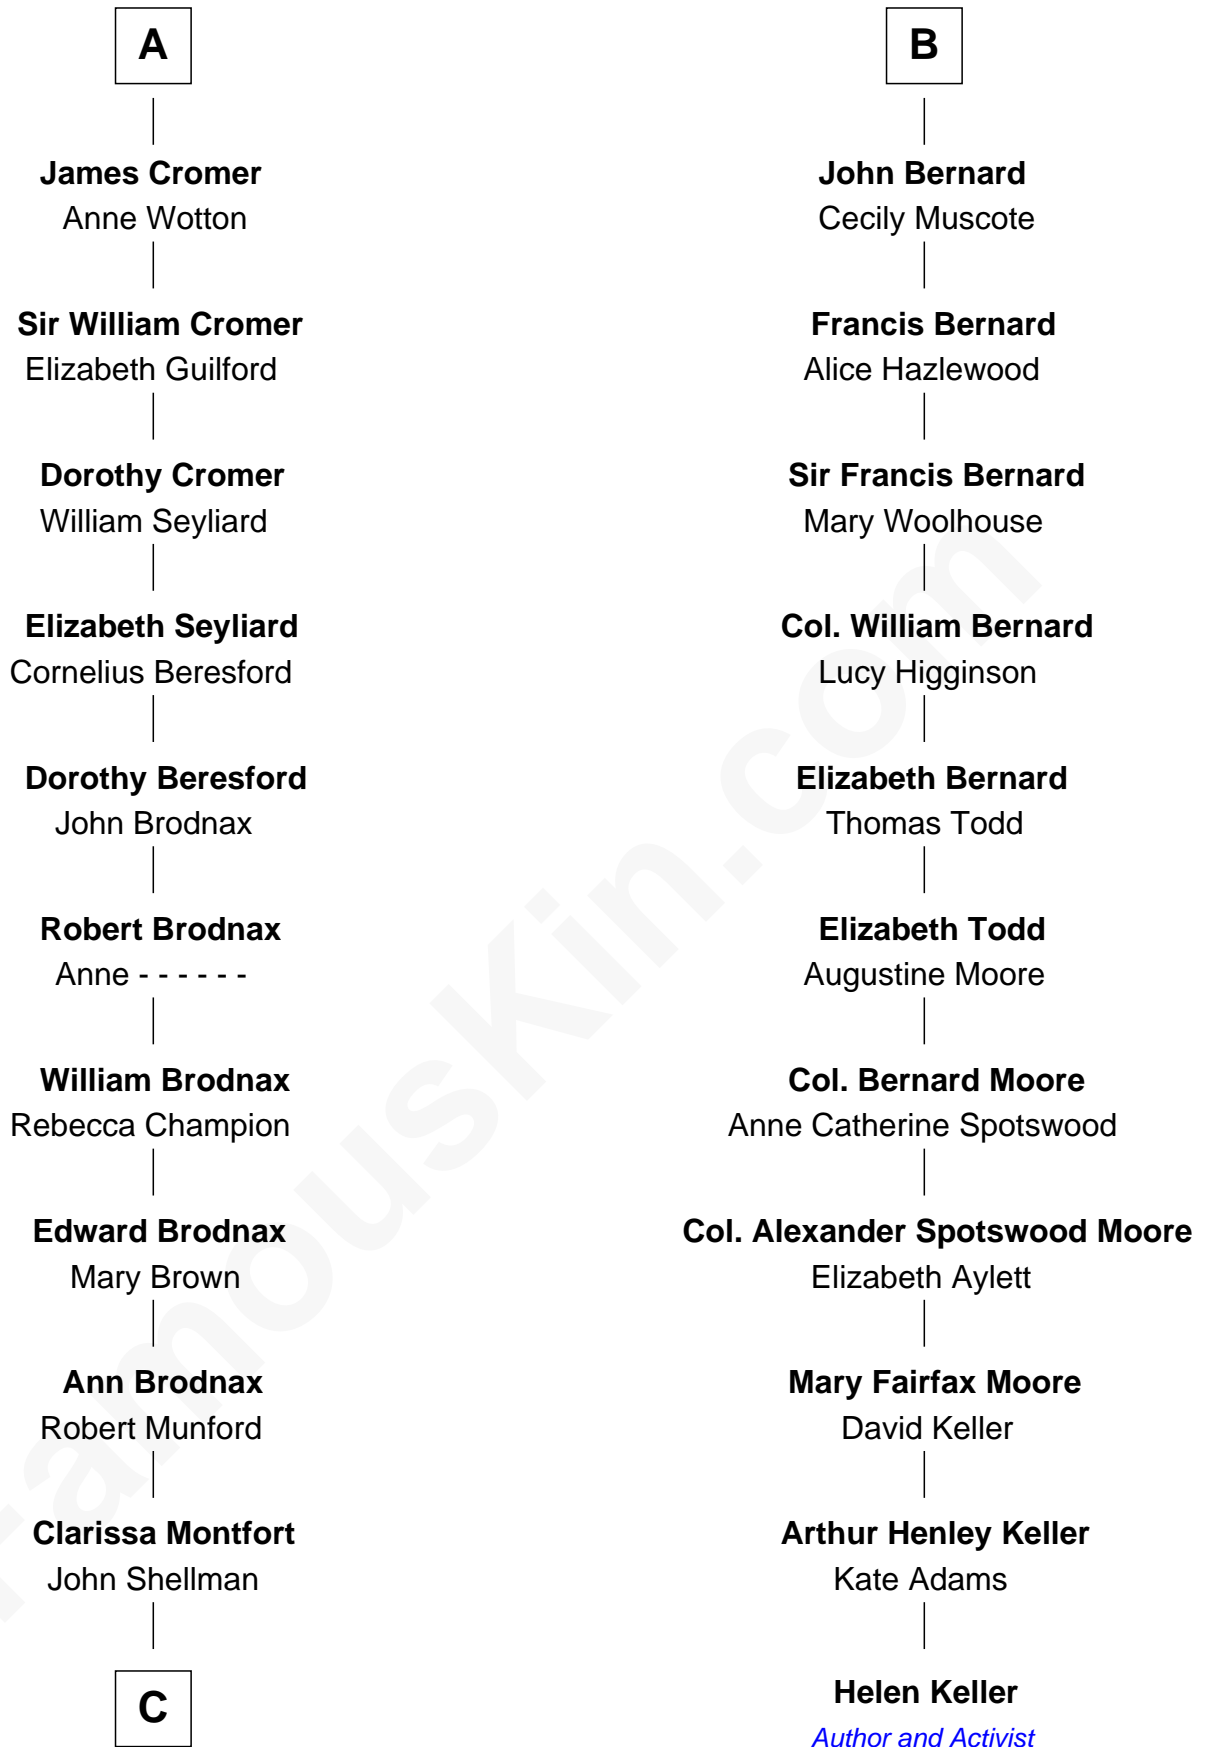 A
James Cromer
Anne Wotton
Sir William Cromer
Elizabeth Guilford
Dorothy Cromer
William Seyliard
Elizabeth Seyliard
Cornelius Beresford
Dorothy Beresford
John Brodnax
Robert Brodnax
Anne - - - - - -
William Brodnax
Rebecca Champion
Edward Brodnax
Mary Brown
Ann Brodnax
Robert Munford
Clarissa Montfort
John Shellman
C
B
John Bernard
Cecily Muscote
Francis Bernard
Alice Hazlewood
Sir Francis Bernard
Mary Woolhouse
Col. William Bernard
Lucy Higginson
Elizabeth Bernard
Thomas Todd
Elizabeth Todd
Augustine Moore
Col. Bernard Moore
Anne Catherine Spotswood
Col. Alexander Spotswood Moore
Elizabeth Aylett
Mary Fairfax Moore
David Keller
Arthur Henley Keller
Kate Adams
Helen Keller
Author and Activist
FamousKin.com